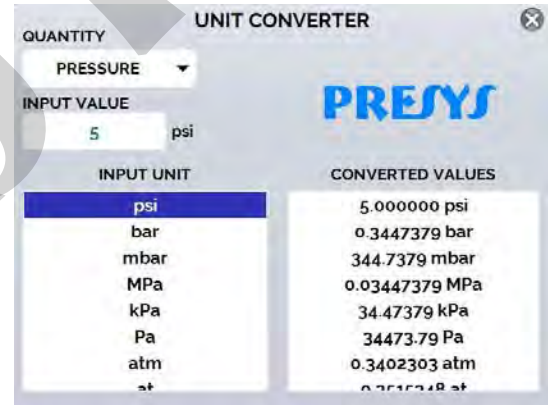 UNIT CONVERTER
QUANTITY
PRESSURE
INPUT VALUE
5 psi
PRESYS
INPUT UNIT
psi
bar
mbar
MPa
kPa
Pa
atm
at
CONVERTED VALUES
5.000000 psi
0.3447379 bar
344.7379 mbar
0.03447379 MPa
34.47379 kPa
34473.79 Pa
0.3402303 atm